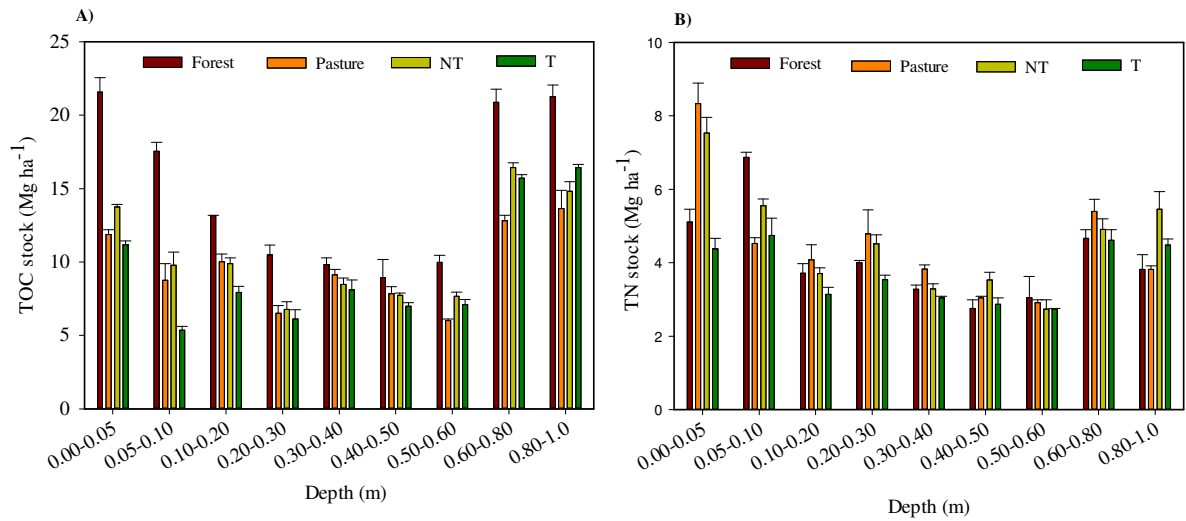 A)
TOC stock (Mg ha-1)
25
20
15
10
5
0
Forest Pasture NT T
0.00-0.05 0.05-0.10 0.10-0.20 0.20-0.30 0.30-0.40 0.40-0.50 0.50-0.60 0.60-0.80 0.80-1.0
Depth (m)
B)
TN stock (Mg ha-1)
10
8
6
4
2
0
Forest Pasture NT T
0.00-0.05 0.05-0.10 0.10-0.20 0.20-0.30 0.30-0.40 0.40-0.50 0.50-0.60 0.60-0.80 0.80-1.0
Depth (m)